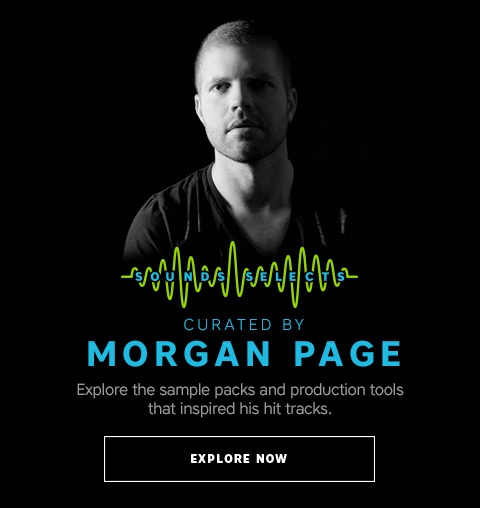 SOUNDS SELECTS
CURATED BY
MORGAN PAGE
Explore the sample packs and production tools
that inspired his hit tracks.
EXPLORE NOW